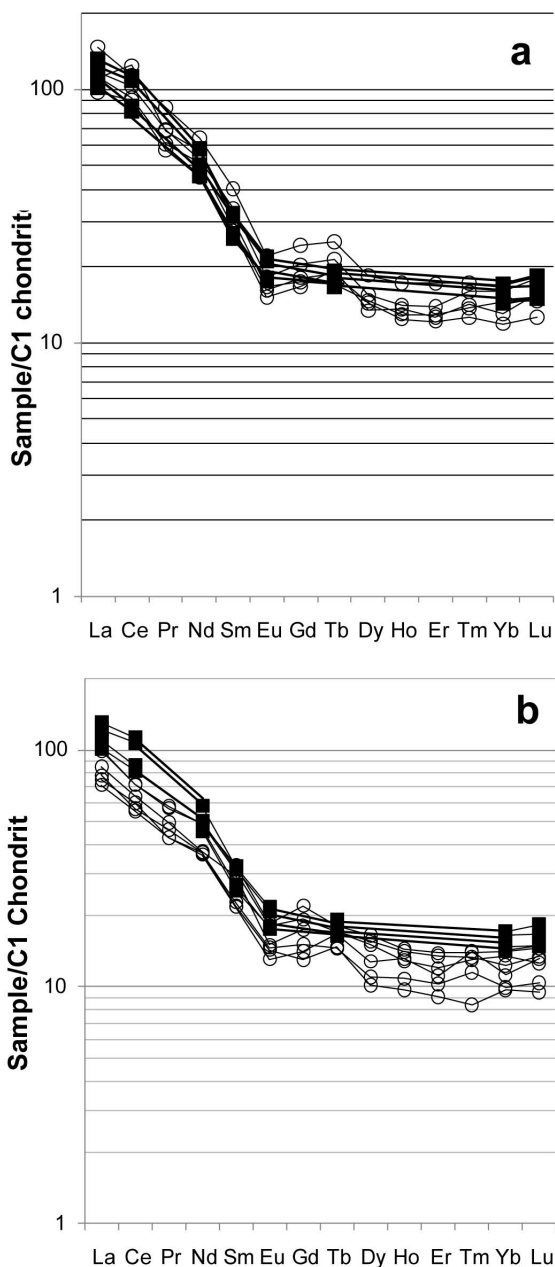 a
100
10
1
Sample/C1 chondrit
La Ce Pr Nd Sm Eu Gd Tb Dy Ho Er Tm Yb Lu
b
100
10
1
Sample/C1 Chondrit
La Ce Pr Nd Sm Eu Gd Tb Dy Ho Er Tm Yb Lu